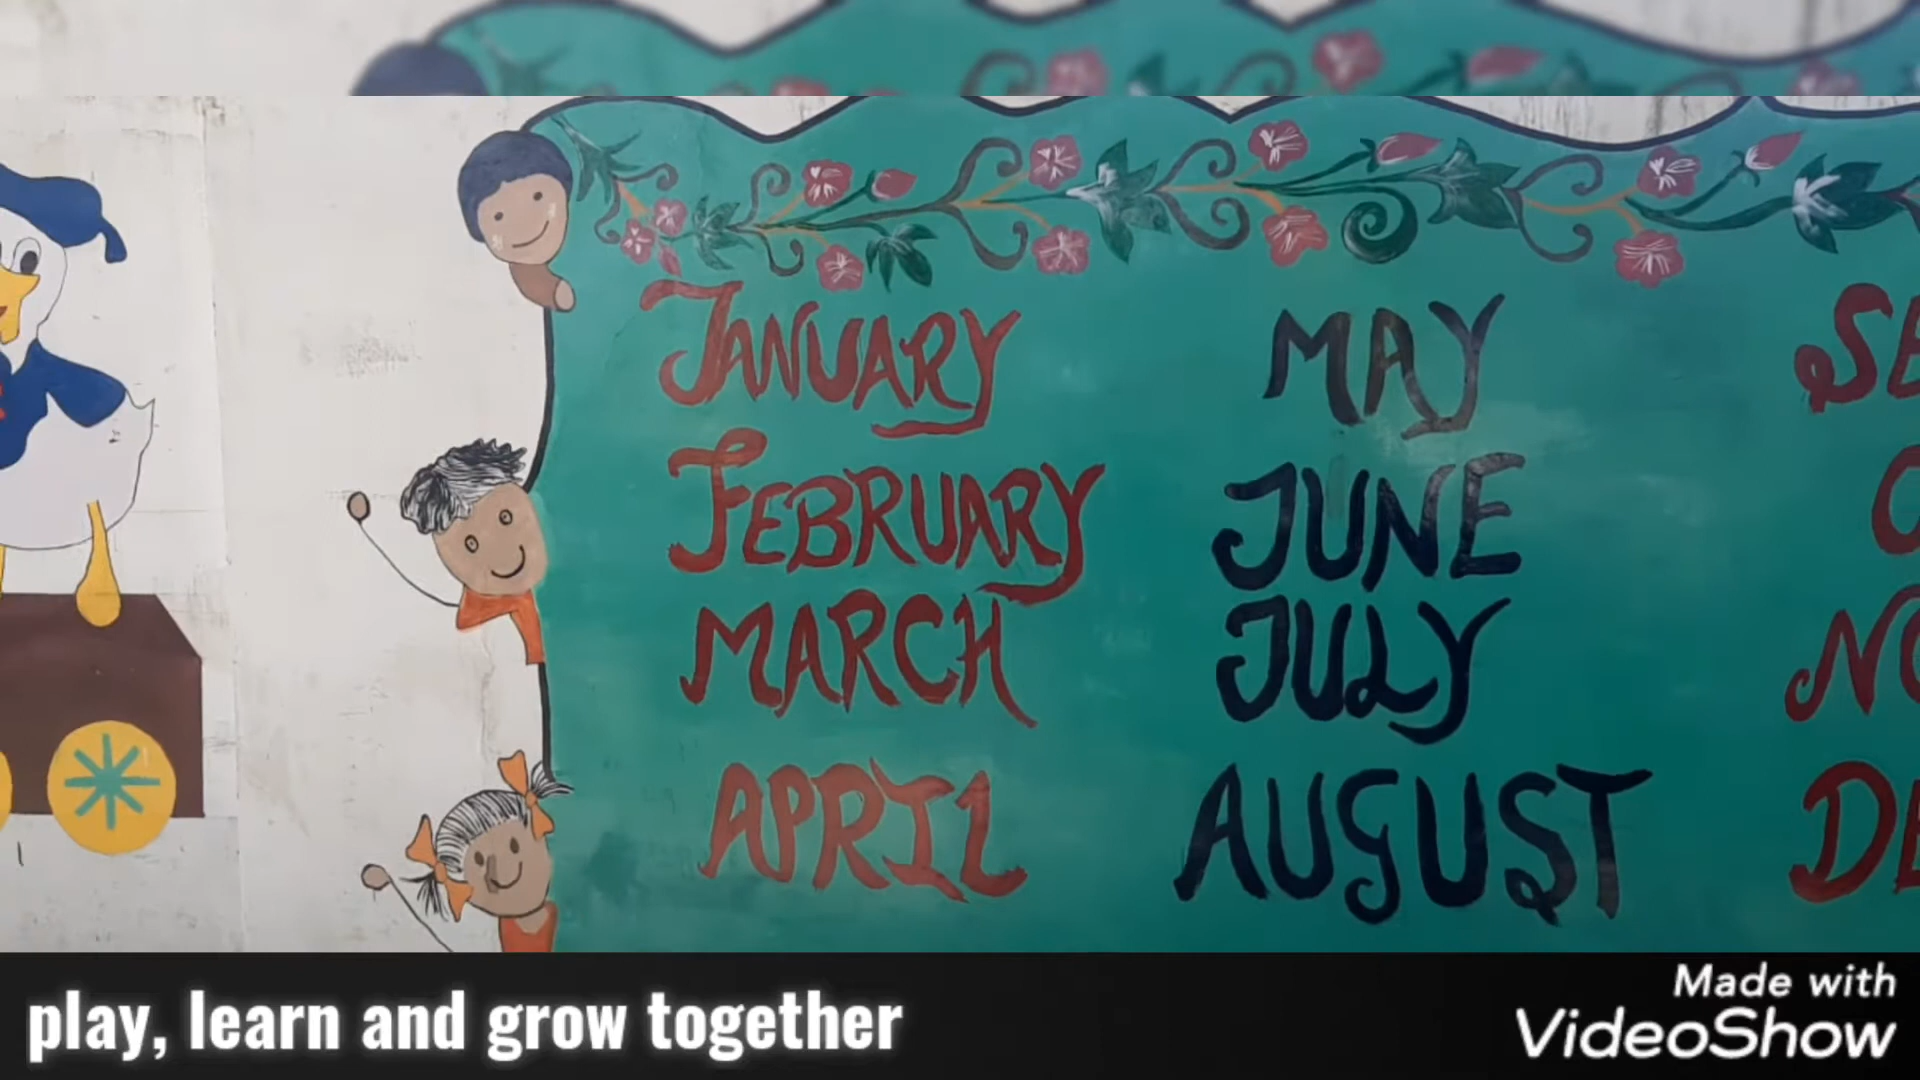 JANUARY
FEBRUARY
MARCH
APRIL
MAY
JUNE
JULY
AUGUST
play, learn and grow together
Made with
VideoShow